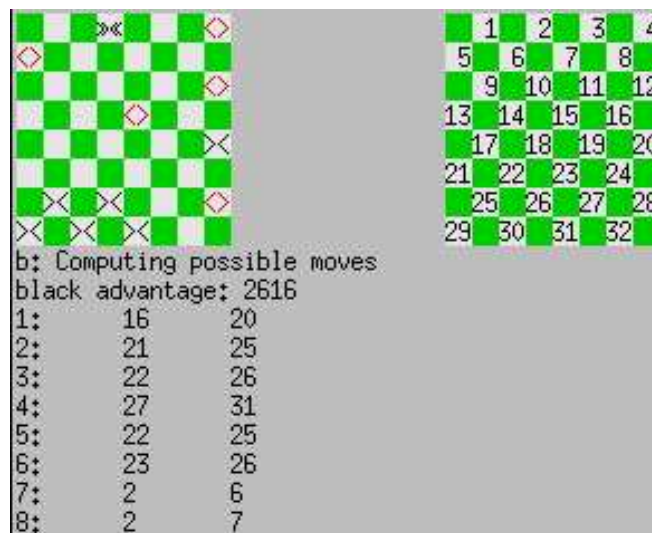 1 2 3 4
5 6 7 8
9 10 11 12
13 14 15 16
17 18 19 20
21 22 23 24
25 26 27 28
29 30 31 32
b: Computing possible moves
black advantage: 2616
1: 16 20
2: 21 25
3: 22 26
4: 27 31
5: 22 25
6: 23 26
7: 2 6
8: 2 7